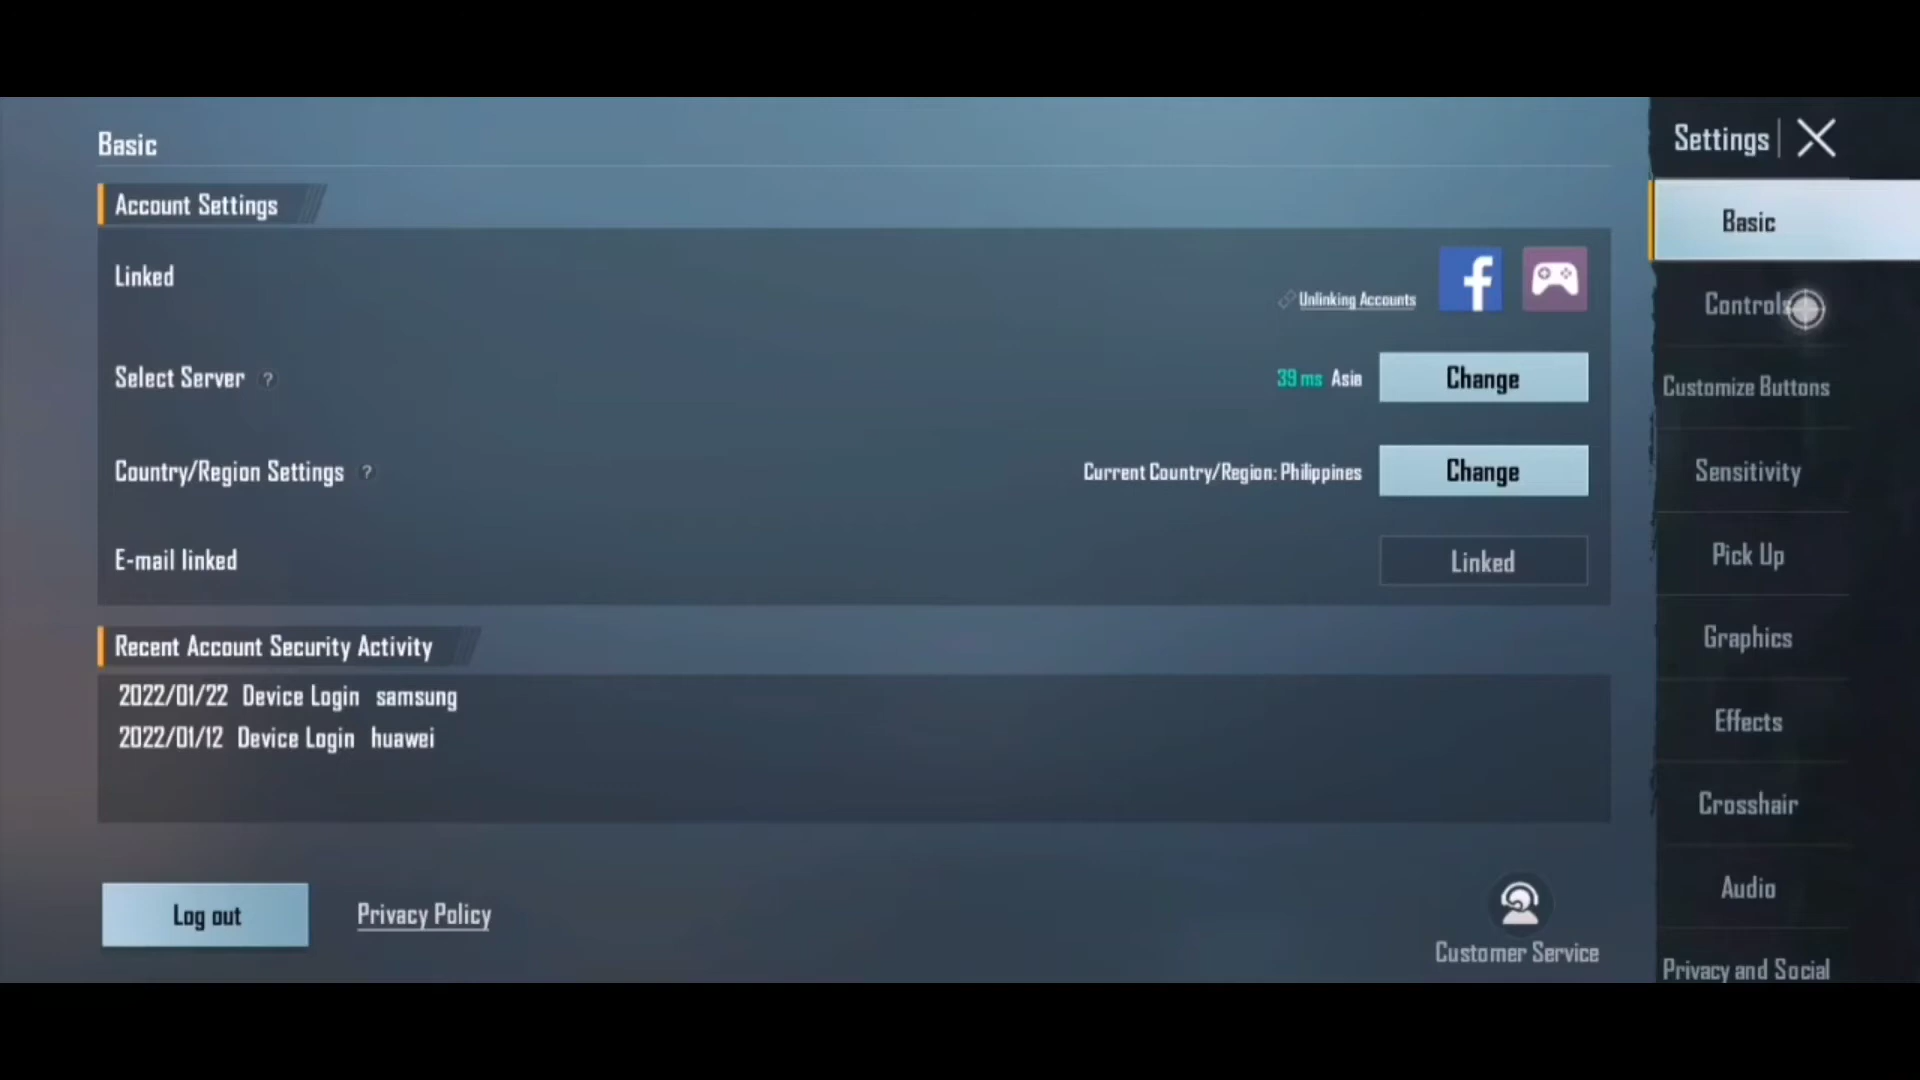 Basic
Settings
Account Settings
Basic
Linked
Unlinking Accounts
f
Controls
Select Server ?
39 ms Asia
Change
Customize Buttons
Country/Region Settings ?
Current Country/Region: Philippines
Change
Sensitivity
E-mail linked
Linked
Pick Up
Recent Account Security Activity
Graphics
2022/01/22 Device Login samsung
2022/01/12 Device Login huawei
Effects
Crosshair
Audio
Log out
Privacy Policy
Customer Service
Privacy and Social